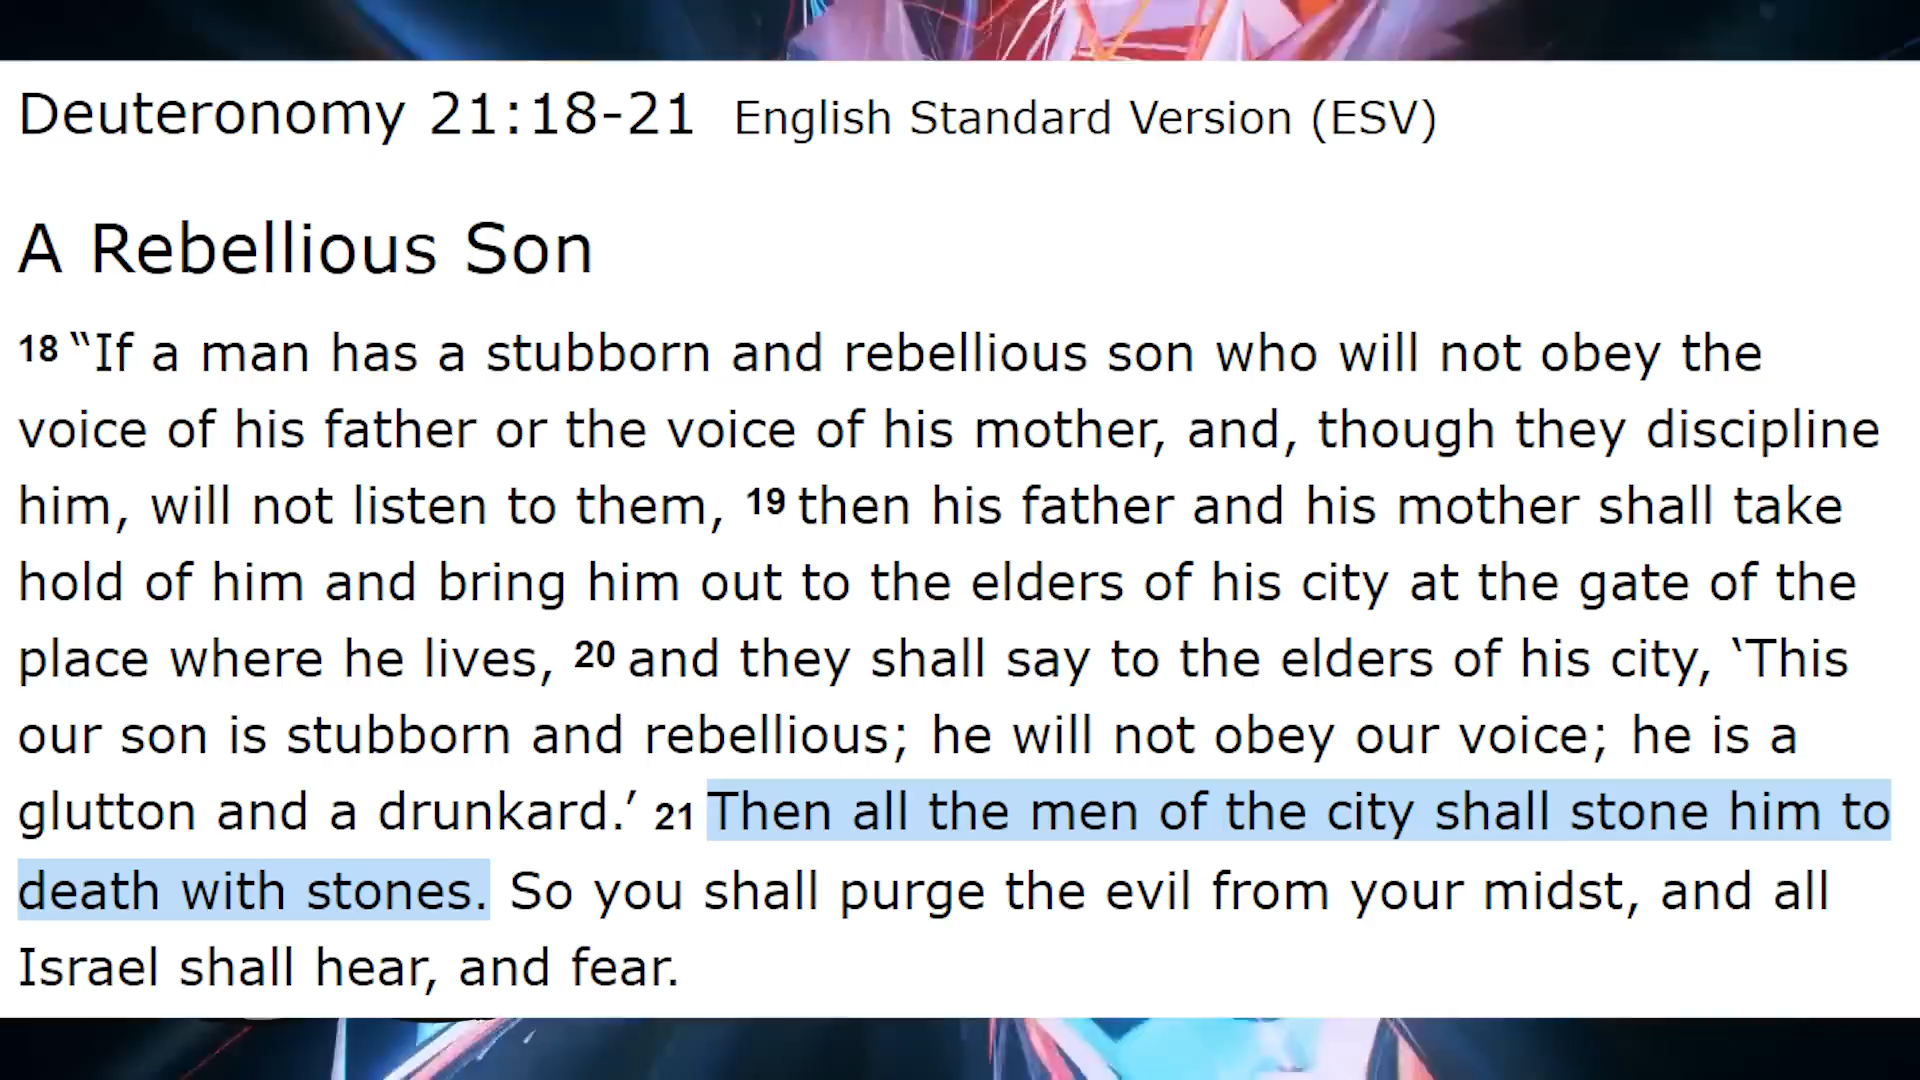 Deuteronomy 21:18-21 English Standard Version (ESV)
A Rebellious Son
18 “If a man has a stubborn and rebellious son who will not obey the
voice of his father or the voice of his mother, and, though they discipline
him, will not listen to them, 19 then his father and his mother shall take
hold of him and bring him out to the elders of his city at the gate of the
place where he lives, 20 and they shall say to the elders of his city, ‘This
our son is stubborn and rebellious; he will not obey our voice; he is a
glutton and a drunkard.’ 21 Then all the men of the city shall stone him to
death with stones. So you shall purge the evil from your midst, and all
Israel shall hear, and fear.